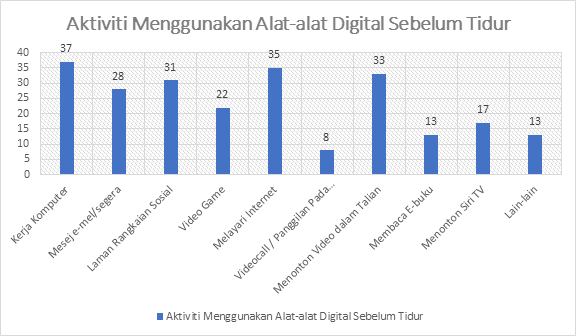 Aktiviti Menggunakan Alat-alat Digital Sebelum Tidur
40
35
30
25
20
15
10
5
0
37
28
31
22
35
8
33
13
17
13
Kerja Komputer
Mesej e-mel/segera
Laman Rangkaian Sosial
Video Game
Melayari Internet
Videocall / Panggilan Pada...
Menonton Video dalam Talian
Membaca E-buku
Menonton Siri TV
Lain-lain
Aktiviti Menggunakan Alat-alat Digital Sebelum Tidur